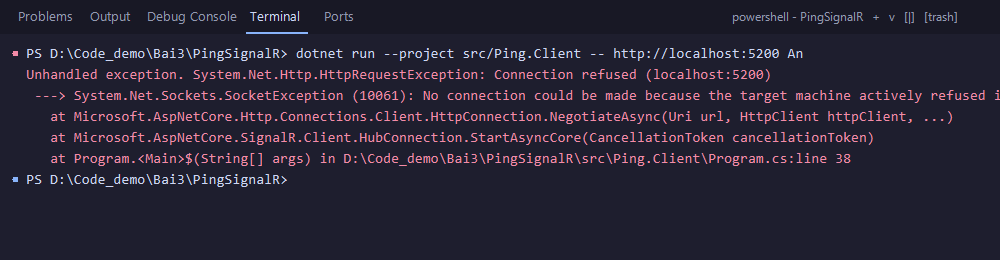 Problems Output Debug Console Terminal Ports powershell - PingSignalR + v [|] [trash]
PS D:\Code_demo\Bai3\PingSignalR> dotnet run --project src/Ping.Client -- http://localhost:5200 An
Unhandled exception. System.Net.Http.HttpRequestException: Connection refused (localhost:5200)
---> System.Net.Sockets.SocketException (10061): No connection could be made because the target machine actively refused i
at Microsoft.AspNetCore.Http.Connections.Client.HttpConnection.NegotiateAsync(Uri url, HttpClient httpClient, ...)
at Microsoft.AspNetCore.SignalR.Client.HubConnection.StartAsyncCore(CancellationToken cancellationToken)
at Program.<Main>$(String[] args) in D:\Code_demo\Bai3\PingSignalR\src\Ping.Client\Program.cs:line 38
PS D:\Code_demo\Bai3\PingSignalR>